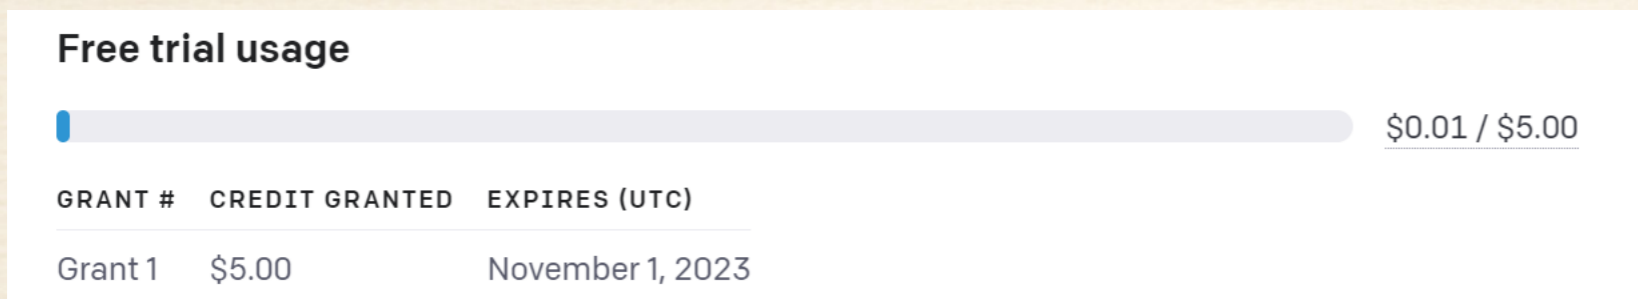 Free trial usage
$0.01 / $5.00
GRANT # CREDIT GRANTED EXPIRES (UTC)
Grant 1 $5.00 November 1, 2023